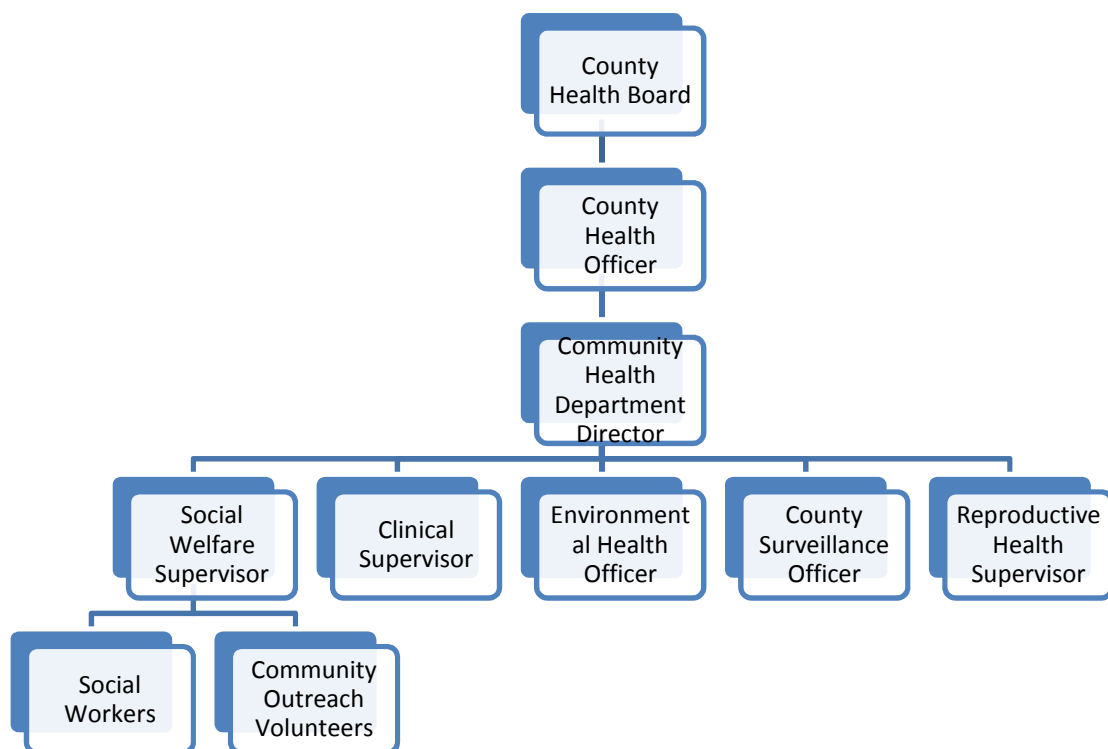 County
Health Board
County
Health
Officer
Community
Health
Department
Director
Social
Welfare
Supervisor
Clinical
Supervisor
Environment
al Health
Officer
County
Surveillance
Officer
Reproductive
Health
Supervisor
Social
Workers
Community
Outreach
Volunteers